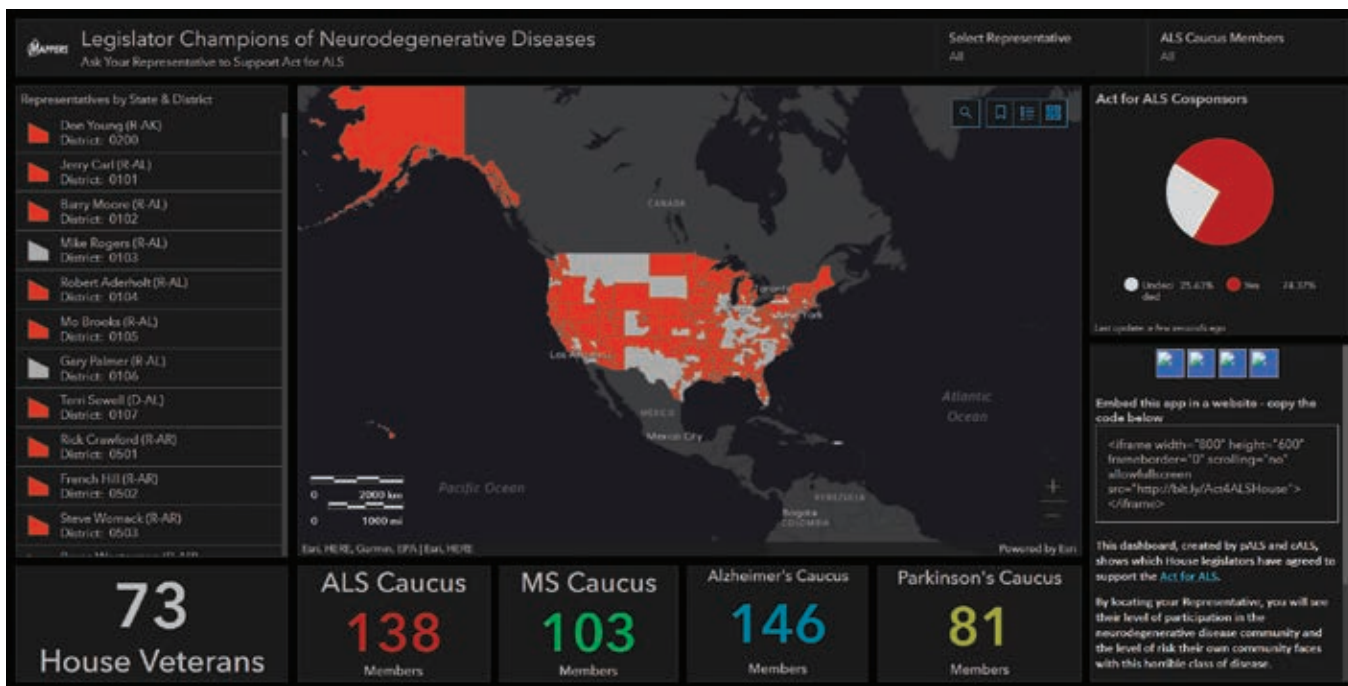 MAPPERS
Legislator Champions of Neurodegenerative Diseases
Ask Your Representative to Support Act for ALS
Select Representative
All
ALS Caucus Members
All
Representatives by State & District
Don Young (R-AK)
District: 0200
Jerry Carl (R-AL)
District: 0101
Barry Moore (R-AL)
District: 0102
Mike Rogers (R-AL)
District: 0103
Robert Aderholt (R-AL)
District: 0104
Mo Brooks (R-AL)
District: 0105
Gary Palmer (R-AL)
District: 0106
Terri Sewell (D-AL)
District: 0107
Rick Crawford (R-AR)
District: 0501
French Hill (R-AR)
District: 0502
Steve Womack (R-AR)
District: 0503
CANADA
Toronto
New York
Los Angeles
MÉXICO
Mexico City
Atlantic
Ocean
Pacific Ocean
VENEZUELA
Bogota
COLOMBIA
0 2000 km
0 1000 mi
+
−
Esri, HERE, Garmin, EPA | Esri, HERE
Powered by Esri
Act for ALS Cosponsors
Undeci
ded
25.63%
Yes
74.37%
Last update: a few seconds ago
Embed this app in a website - copy the
code below
<iframe width="800" height="600"
frameborder="0" scrolling="no"
allowfullscreen
src="http://bit.ly/Act4ALSHouse">
</iframe>
This dashboard, created by pALS and cALS,
shows which House legislators have agreed to
support the Act for ALS.
By locating your Representative, you will see
their level of participation in the
neurodegenerative disease community and
the level of risk their own community faces
with this horrible class of disease.
73
House Veterans
ALS Caucus
138
Members
MS Caucus
103
Members
Alzheimer's Caucus
146
Members
Parkinson's Caucus
81
Members